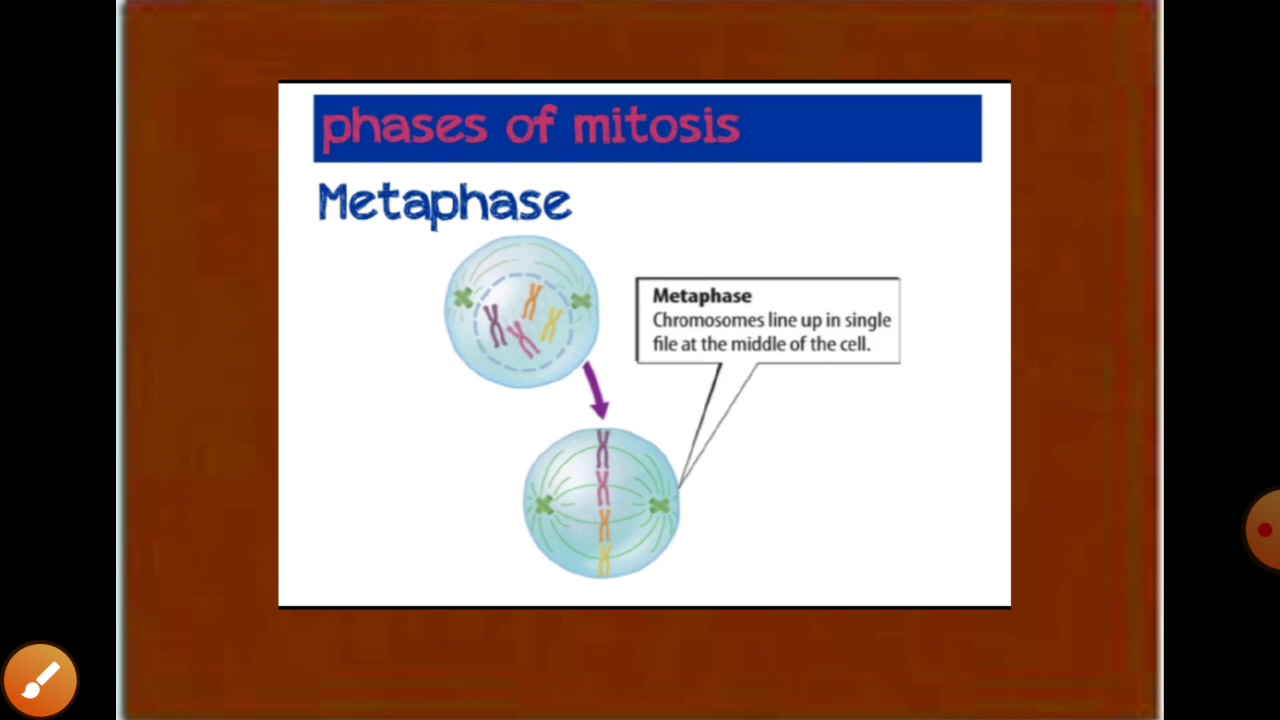 phases of mitosis
Metaphase
Metaphase
Chromosomes line up in single
file at the middle of the cell.